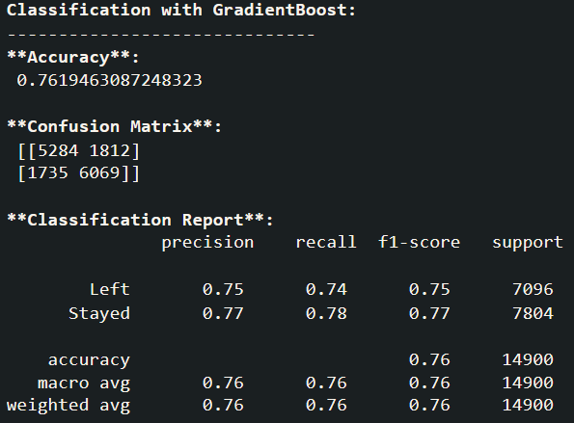 Classification with GradientBoost:
------------------------------
**Accuracy**:
0.7619463087248323
**Confusion Matrix**:
[[5284 1812]
[1735 6069]]
**Classification Report**:
precision recall f1-score support
Left 0.75 0.74 0.75 7096
Stayed 0.77 0.78 0.77 7804
accuracy 0.76 14900
macro avg 0.76 0.76 0.76 14900
weighted avg 0.76 0.76 0.76 14900